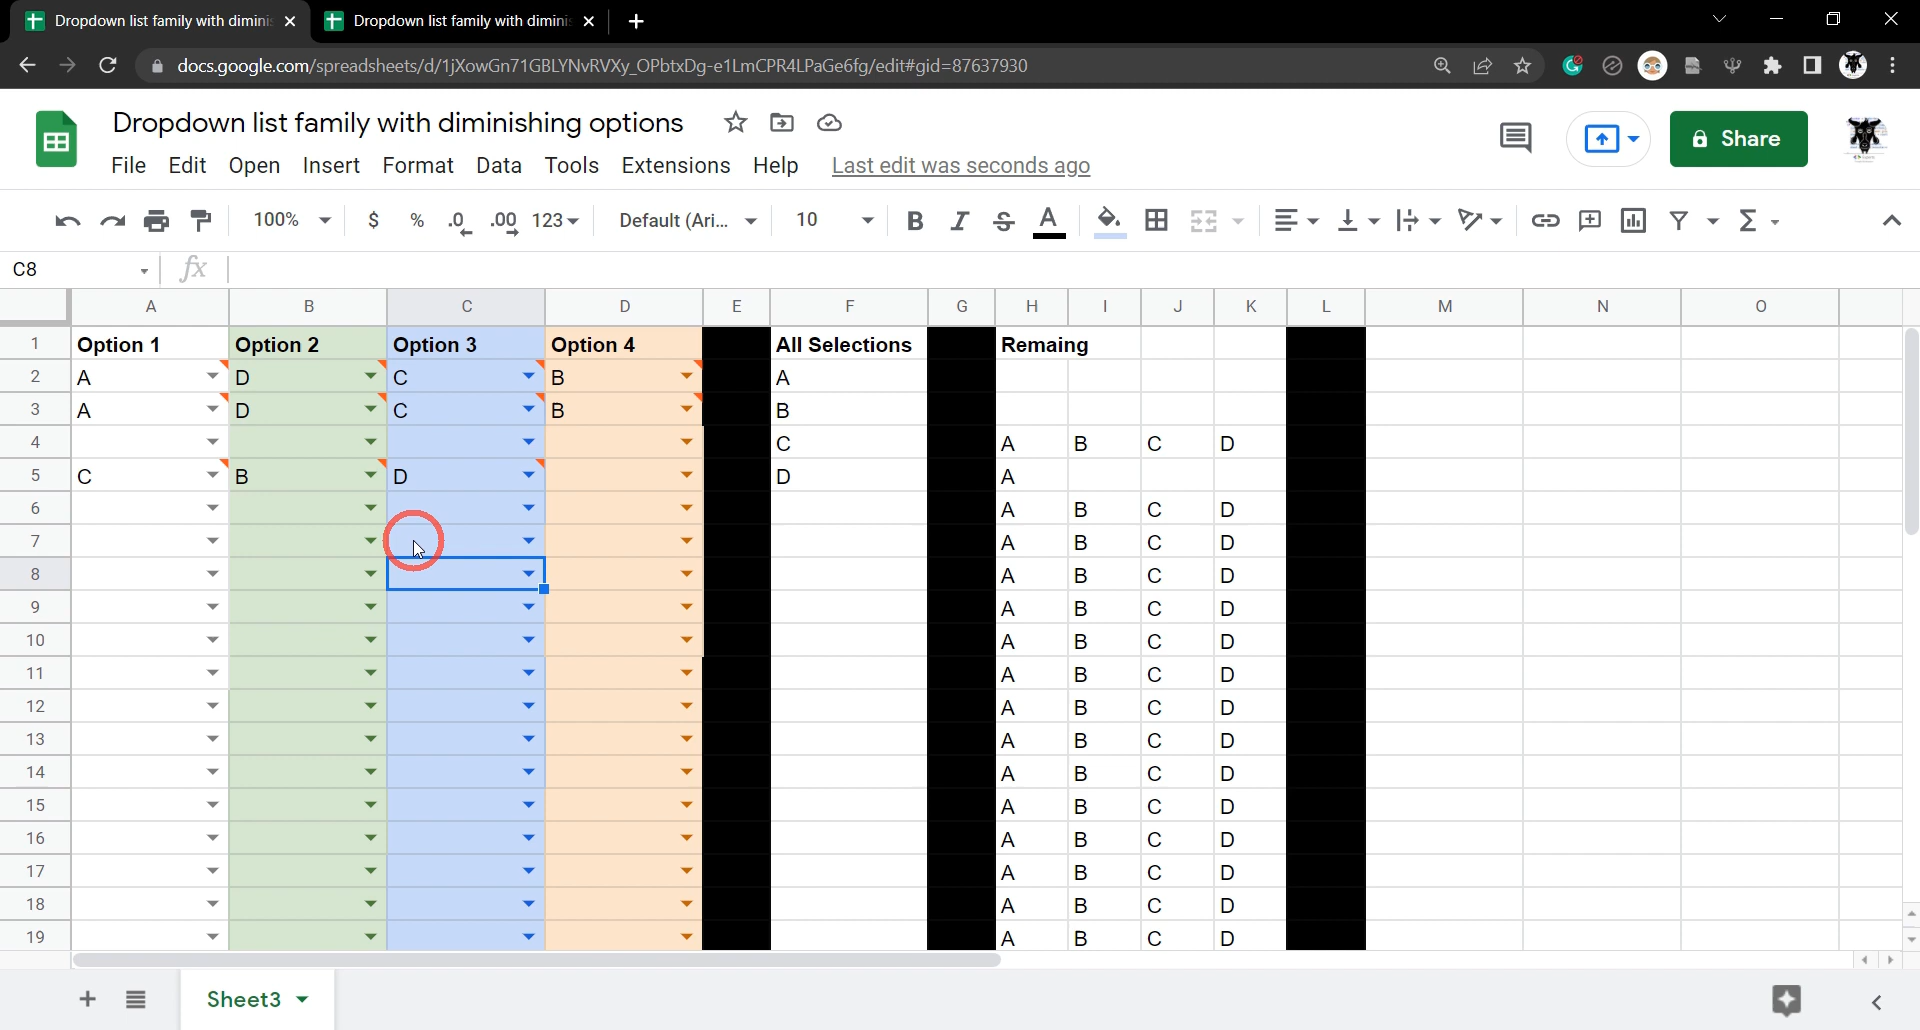 Dropdown list family with diminis
Dropdown list family with diminis
docs.google.com/spreadsheets/d/1jXowGn71GBLYNvRVXy_OPbtxDg-e1LmCPR4LPaGe6fg/edit#gid=87637930
Dropdown list family with diminishing options
File Edit Open Insert Format Data Tools Extensions Help Last edit was seconds ago
Share
100% $ % .0 .00 123 Default (Ari... 10 B I S A Σ
C8 fx
A B C D E F G H I J K L M N O
1 Option 1 Option 2 Option 3 Option 4 All Selections Remaing
2 A D C B A
3 A D C B B
4 C A B C D
5 C B D D A
6 A B C D
7 A B C D
8 A B C D
9 A B C D
10 A B C D
11 A B C D
12 A B C D
13 A B C D
14 A B C D
15 A B C D
16 A B C D
17 A B C D
18 A B C D
19 A B C D
Sheet3